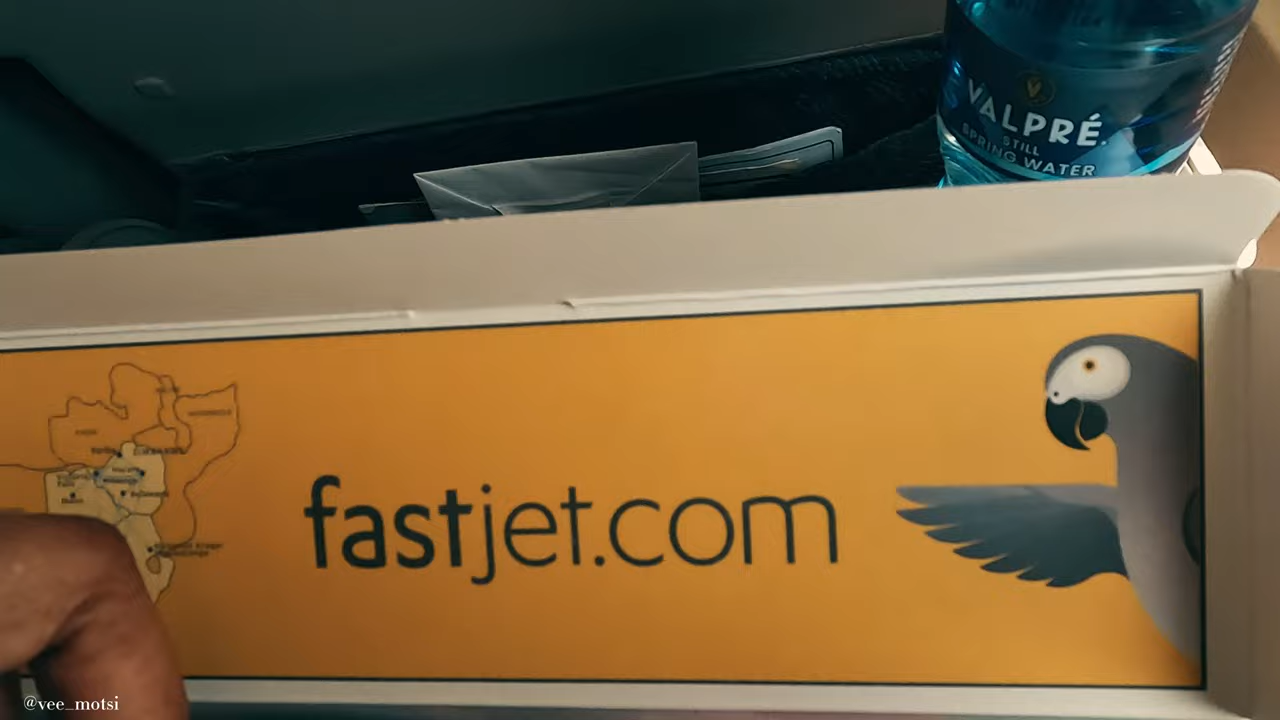 VALPRÉ
STILL
SPRING WATER
fastjet.com
@vee_motsi